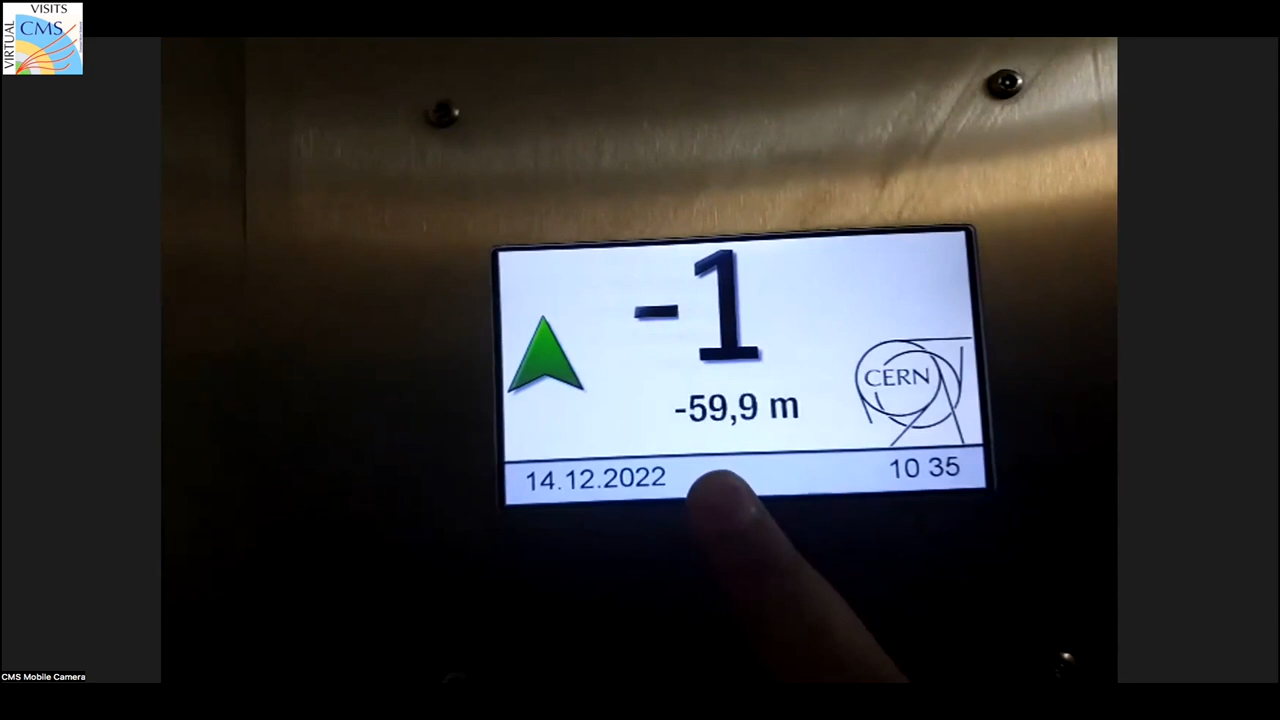 VISITS
CMS
VIRTUAL
-1
-59,9 m
CERN
14.12.2022
10 35
CMS Mobile Camera